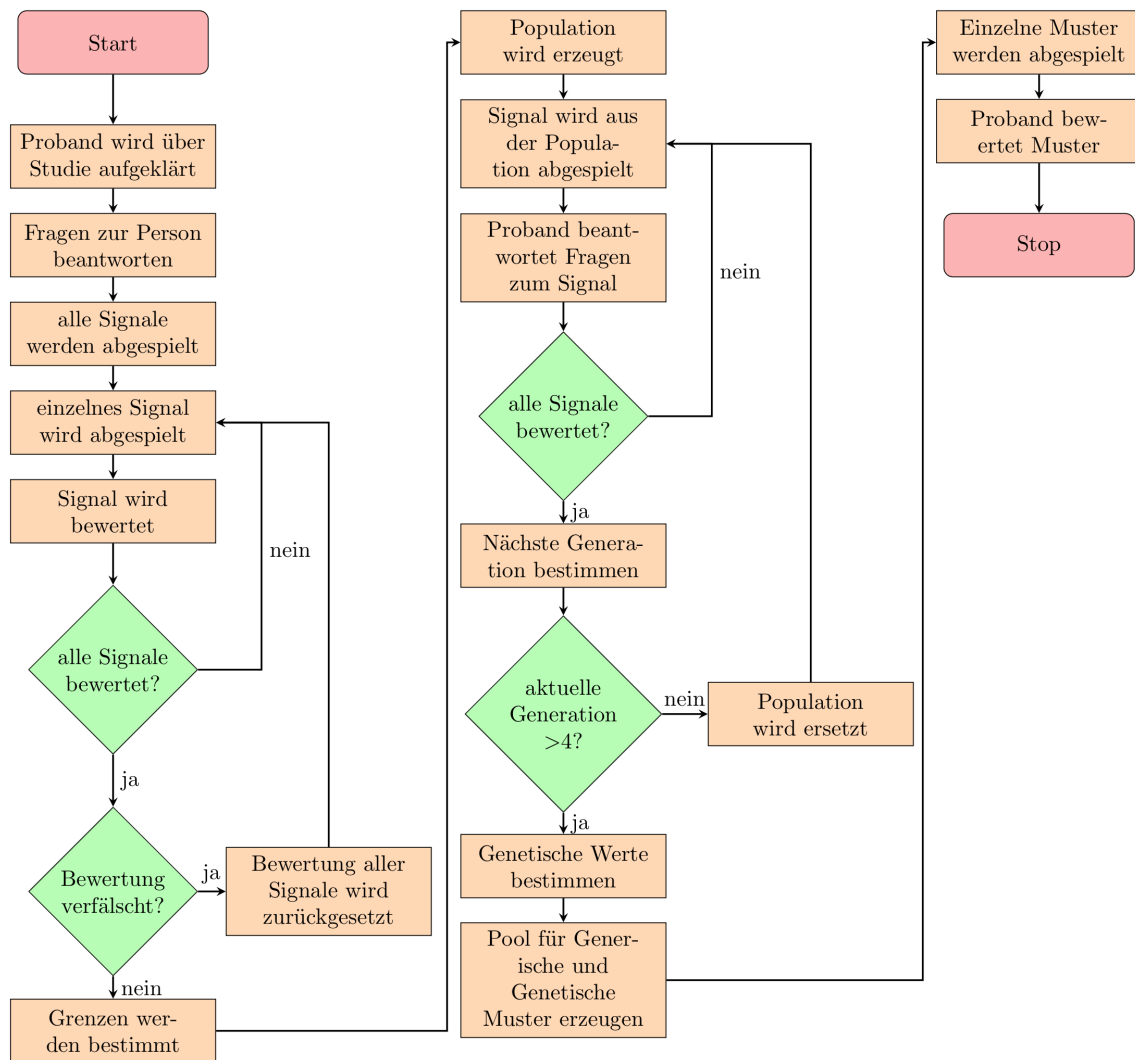 Start
Proband wird über
Studie aufgeklärt
Fragen zur Person
beantworten
alle Signale
werden abgespielt
einzelnes Signal
wird abgespielt
Signal wird
bewertet
nein
alle Signale
bewertet?
ja
Bewertung
verfälscht?
ja
Bewertung aller
Signale wird
zurückgesetzt
nein
Grenzen wer-
den bestimmt
Population
wird erzeugt
Signal wird aus
der Popula-
tion abgespielt
Proband beant-
wortet Fragen
zum Signal
nein
alle Signale
bewertet?
ja
Nächste Genera-
tion bestimmen
aktuelle
Generation
>4?
nein
Population
wird ersetzt
ja
Genetische Werte
bestimmen
Pool für Gener-
ische und
Genetische
Muster erzeugen
Einzelne Muster
werden abgespielt
Proband bew-
ertet Muster
Stop